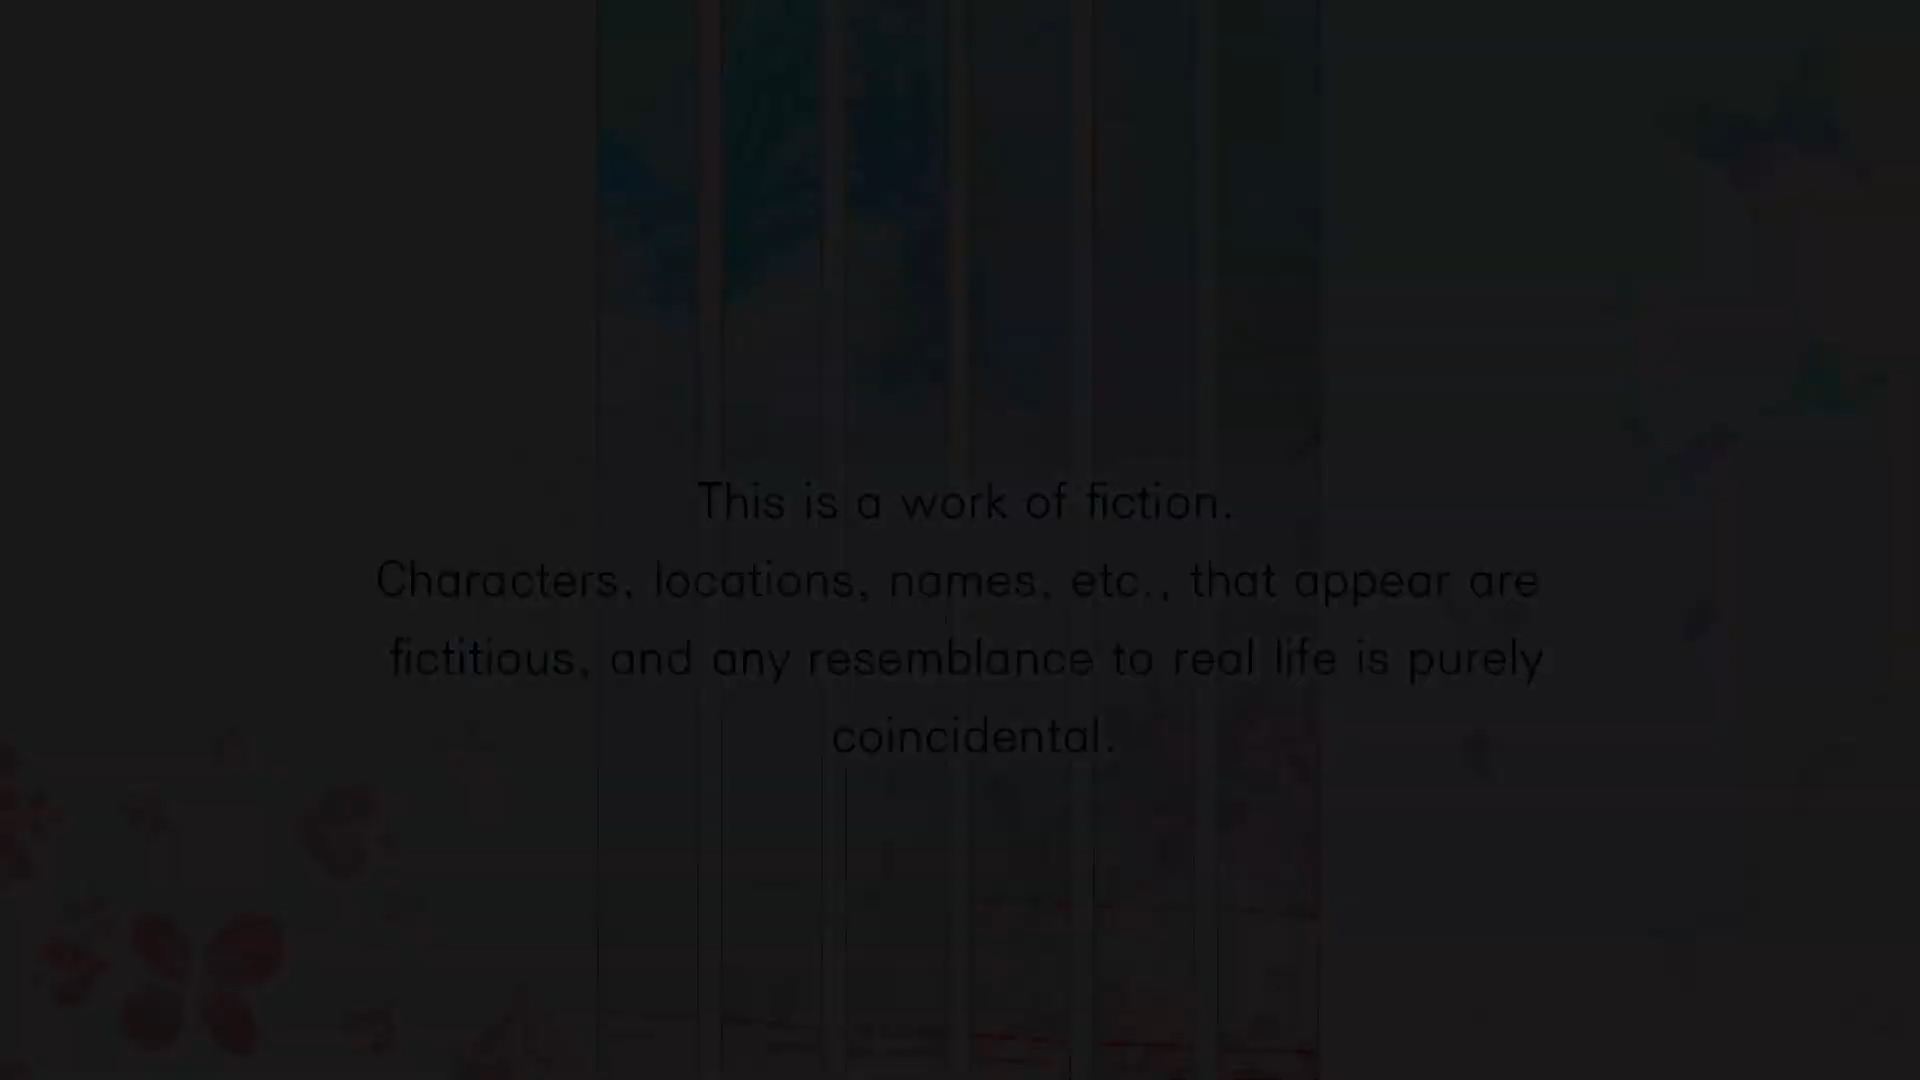 This is a work of fiction.
Characters, locations, names, etc., that appear are
fictitious, and any resemblance to real life is purely
coincidental.